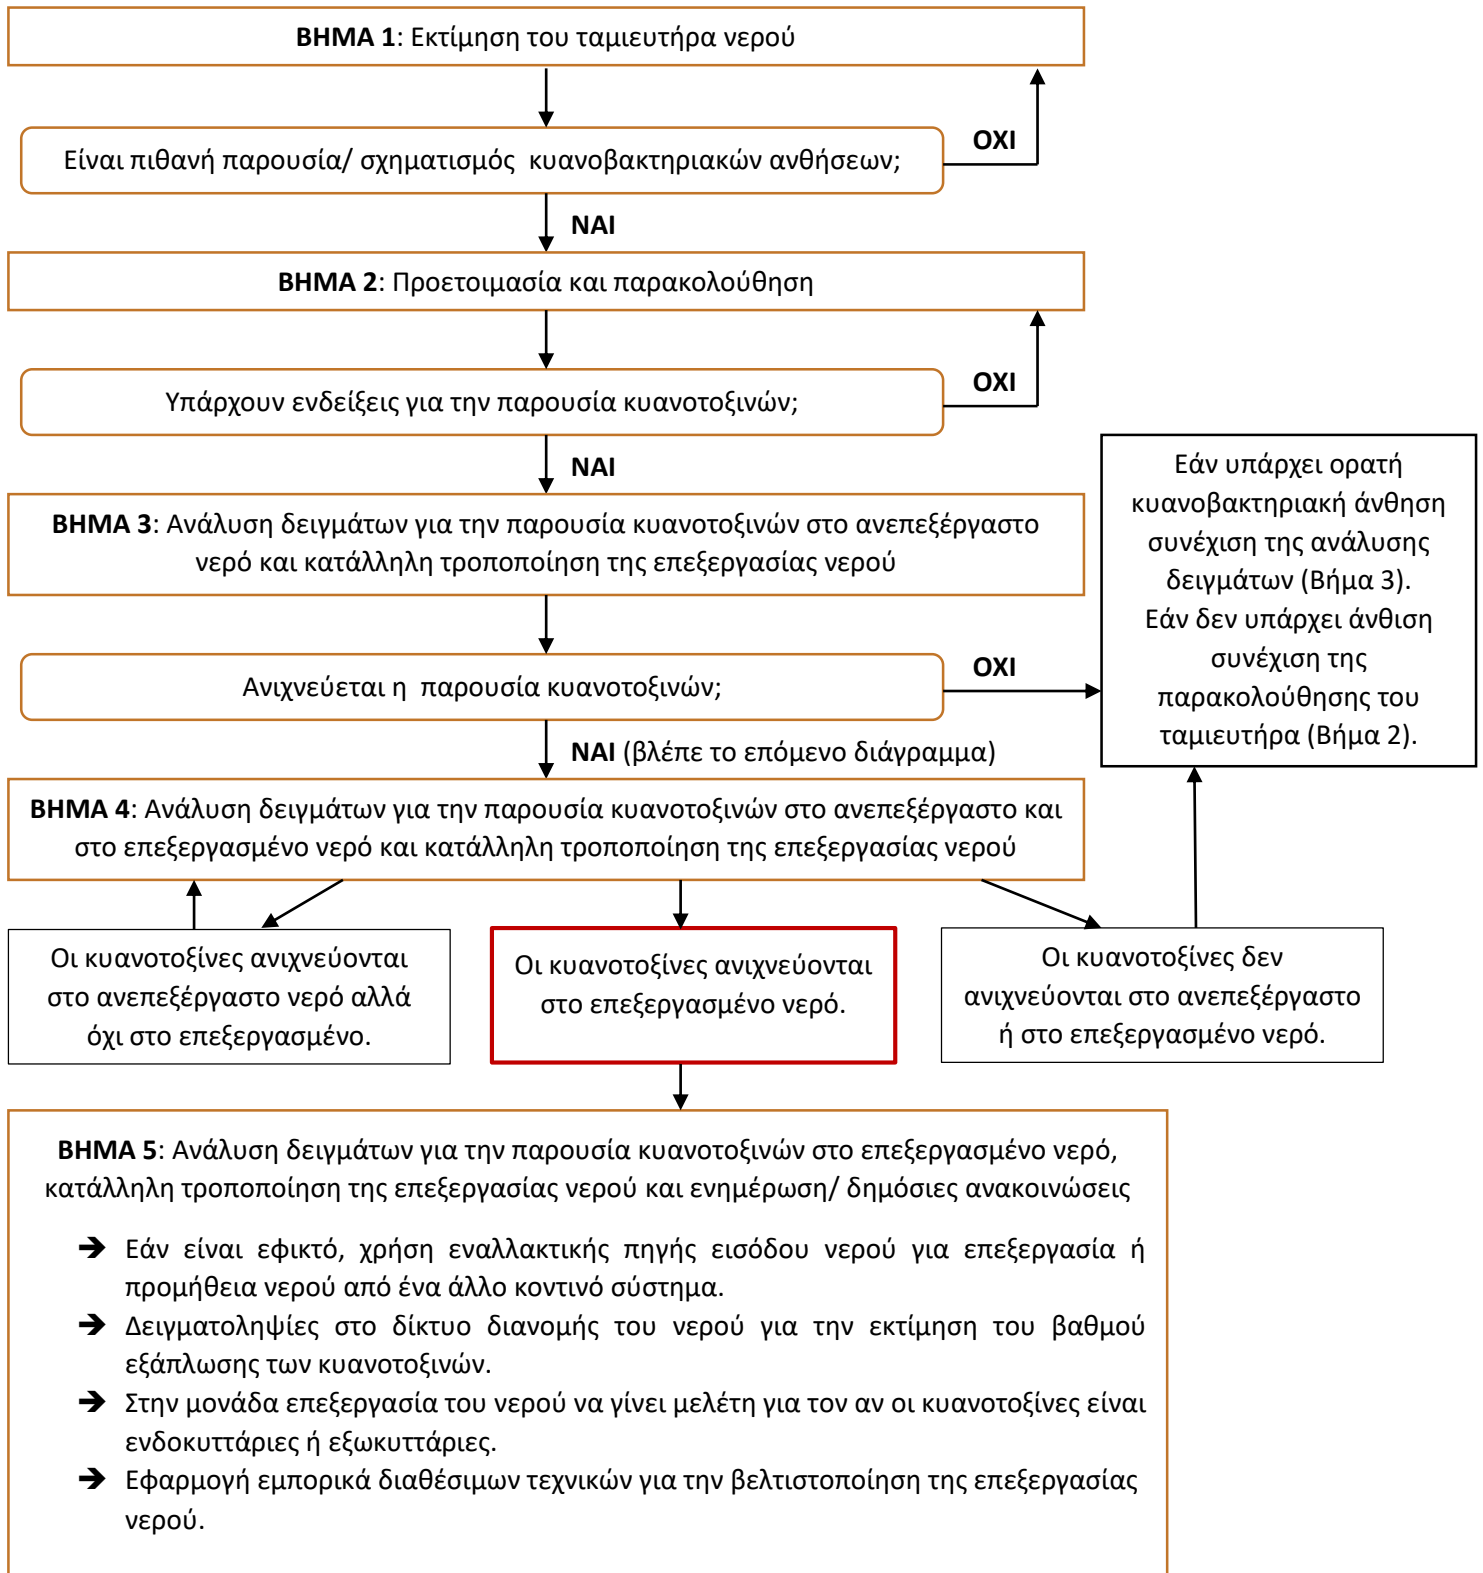 ΒΗΜΑ 1: Εκτίμηση του ταμιευτήρα νερού
Είναι πιθανή παρουσία/ σχηματισμός κυανοβακτηριακών ανθήσεων;
ΟΧΙ
ΝΑΙ
ΒΗΜΑ 2: Προετοιμασία και παρακολούθηση
Υπάρχουν ενδείξεις για την παρουσία κυανοτοξινών;
ΟΧΙ
ΝΑΙ
ΒΗΜΑ 3: Ανάλυση δειγμάτων για την παρουσία κυανοτοξινών στο ανεπεξέργαστο
νερό και κατάλληλη τροποποίηση της επεξεργασίας νερού
Ανιχνεύεται η παρουσία κυανοτοξινών;
ΟΧΙ
Εάν υπάρχει ορατή
κυανοβακτηριακή άνθηση
συνέχιση της ανάλυσης
δειγμάτων (Βήμα 3).
Εάν δεν υπάρχει άνθιση
συνέχιση της
παρακολούθησης του
ταμιευτήρα (Βήμα 2).
ΝΑΙ (βλέπε το επόμενο διάγραμμα)
ΒΗΜΑ 4: Ανάλυση δειγμάτων για την παρουσία κυανοτοξινών στο ανεπεξέργαστο και
στο επεξεργασμένο νερό και κατάλληλη τροποποίηση της επεξεργασίας νερού
Οι κυανοτοξίνες ανιχνεύονται
στο ανεπεξέργαστο νερό αλλά
όχι στο επεξεργασμένο.
Οι κυανοτοξίνες ανιχνεύονται
στο επεξεργασμένο νερό.
Οι κυανοτοξίνες δεν
ανιχνεύονται στο ανεπεξέργαστο
ή στο επεξεργασμένο νερό.
ΒΗΜΑ 5: Ανάλυση δειγμάτων για την παρουσία κυανοτοξινών στο επεξεργασμένο νερό,
κατάλληλη τροποποίηση της επεξεργασίας νερού και ενημέρωση/ δημόσιες ανακοινώσεις
➔ Εάν είναι εφικτό, χρήση εναλλακτικής πηγής εισόδου νερού για επεξεργασία ή
προμήθεια νερού από ένα άλλο κοντινό σύστημα.
➔ Δειγματοληψίες στο δίκτυο διανομής του νερού για την εκτίμηση του βαθμού
εξάπλωσης των κυανοτοξινών.
➔ Στην μονάδα επεξεργασία του νερού να γίνει μελέτη για τον αν οι κυανοτοξίνες είναι
ενδοκυττάριες ή εξωκυττάριες.
➔ Εφαρμογή εμπορικά διαθέσιμων τεχνικών για την βελτιστοποίηση της επεξεργασίας
νερού.